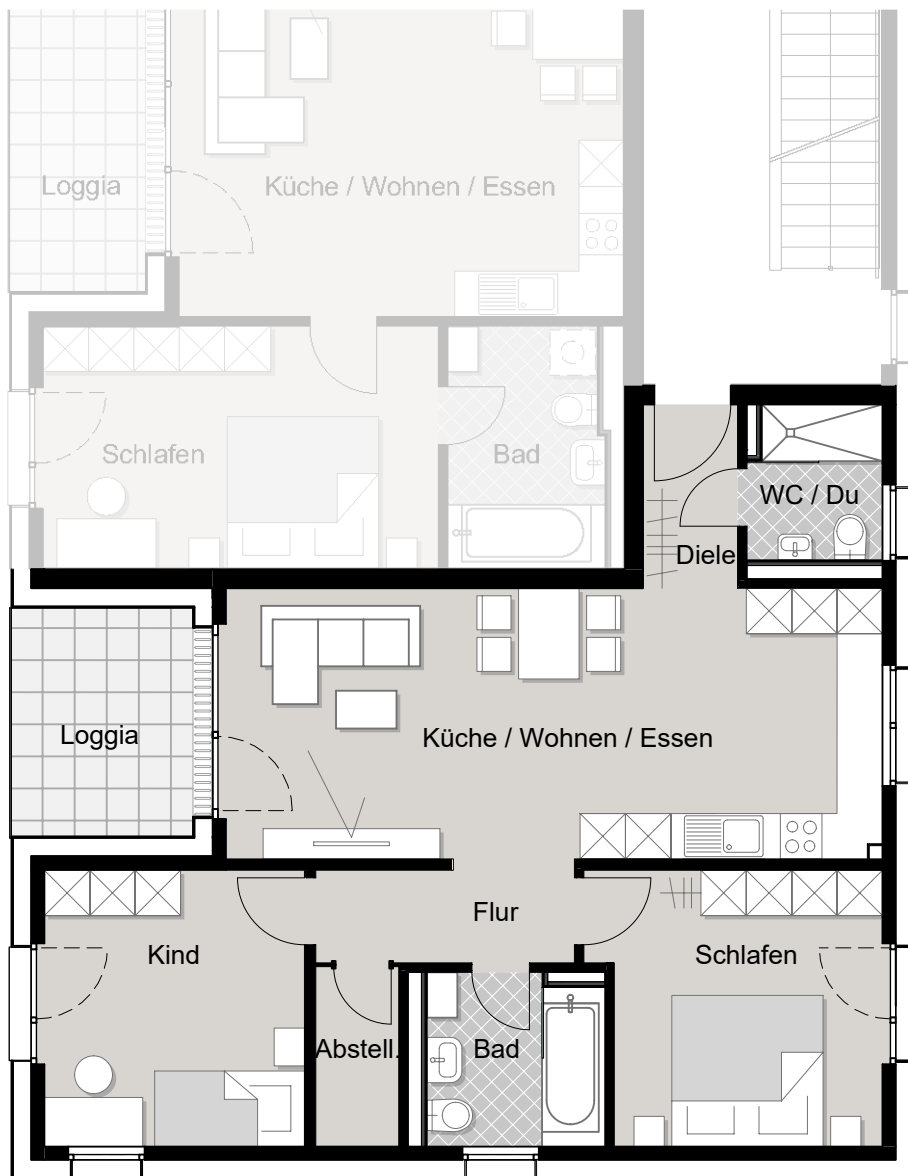 Loggia
Küche / Wohnen / Essen
Schlafen
Bad
WC / Du
Diele
Loggia
Küche / Wohnen / Essen
Flur
Kind
Schlafen
Abstell.
Bad